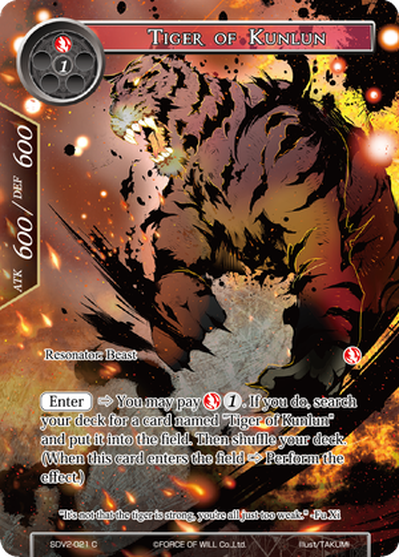 Tiger of Kunlun
1
ATK 600 / DEF 600
Resonator: Beast
Enter ⇨ You may pay 1. If you do, search
your deck for a card named "Tiger of Kunlun"
and put it into the field. Then shuffle your deck.
(When this card enters the field ⇨ Perform the
effect.)
"It's not that the tiger is strong, you're all just too weak." -Fu Xi
SDV2-021 C ©FORCE OF WILL Co.,Ltd. Illust/TAKUMI